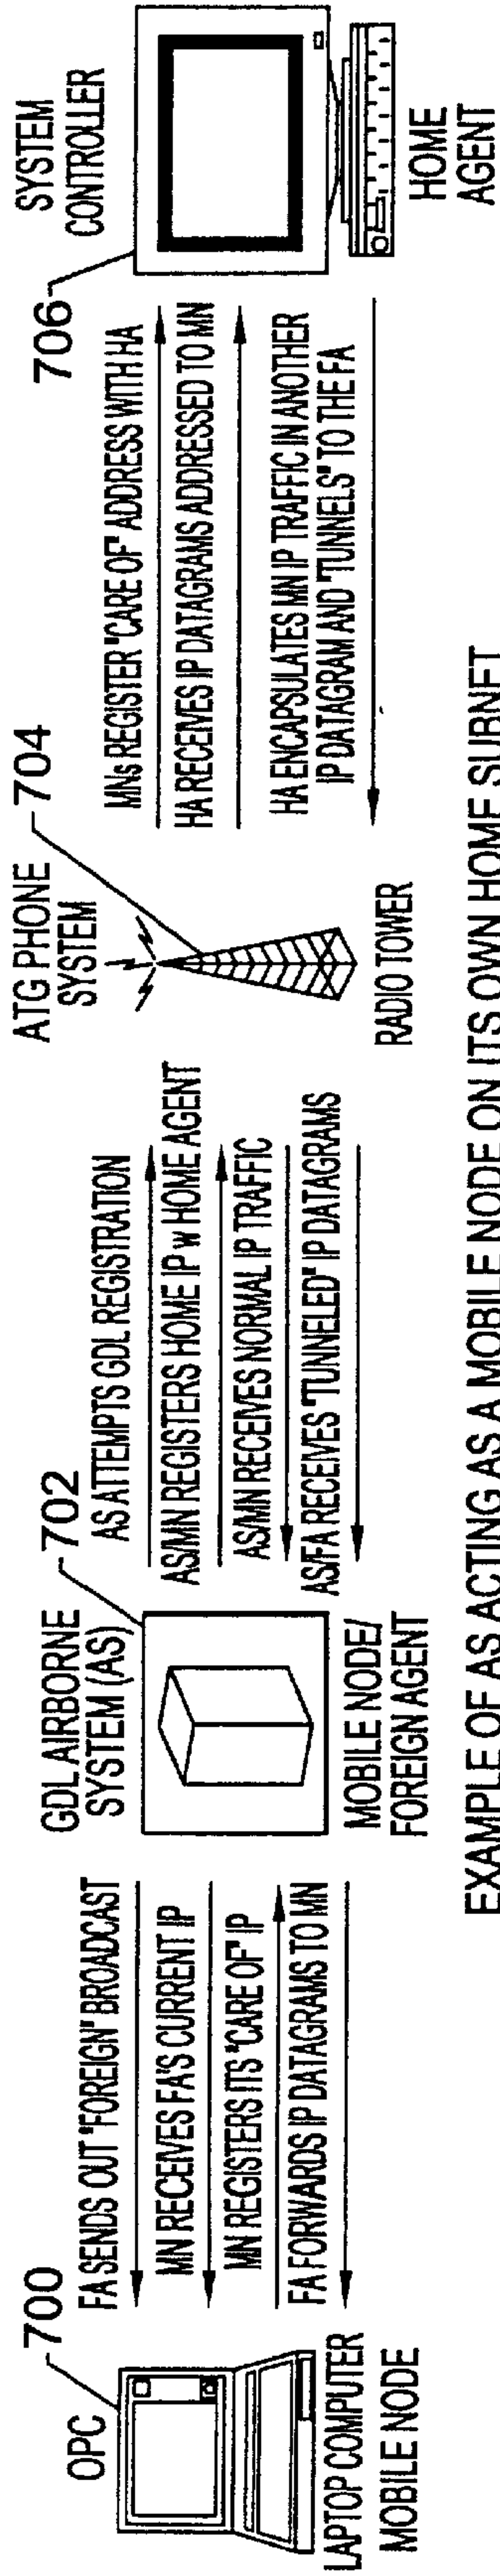 OPC
700
LAPTOP COMPUTER
MOBILE NODE
FA SENDS OUT "FOREIGN" BROADCAST
MN RECEIVES FA'S CURRENT IP
MN REGISTERS ITS "CARE OF" IP
FA FORWARDS IP DATAGRAMS TO MN
GDL AIRBORNE
SYSTEM (AS)
702
MOBILE NODE/
FOREIGN AGENT
AS ATTEMPTS GDL REGISTRATION
AS/MN REGISTERS HOME IP w HOME AGENT
AS/MN RECEIVES NORMAL IP TRAFFIC
AS/FA RECEIVES "TUNNELED" IP DATAGRAMS
ATG PHONE
SYSTEM
704
RADIO TOWER
MNs REGISTER "CARE OF" ADDRESS WITH HA
HA RECEIVES IP DATAGRAMS ADDRESSED TO MN
HA ENCAPSULATES MN IP TRAFFIC IN ANOTHER
IP DATAGRAM AND "TUNNELS" TO THE FA
SYSTEM
CONTROLLER
706
HOME
AGENT
EXAMPLE OF AS ACTING AS A MOBILE NODE ON ITS OWN HOME SUBNET